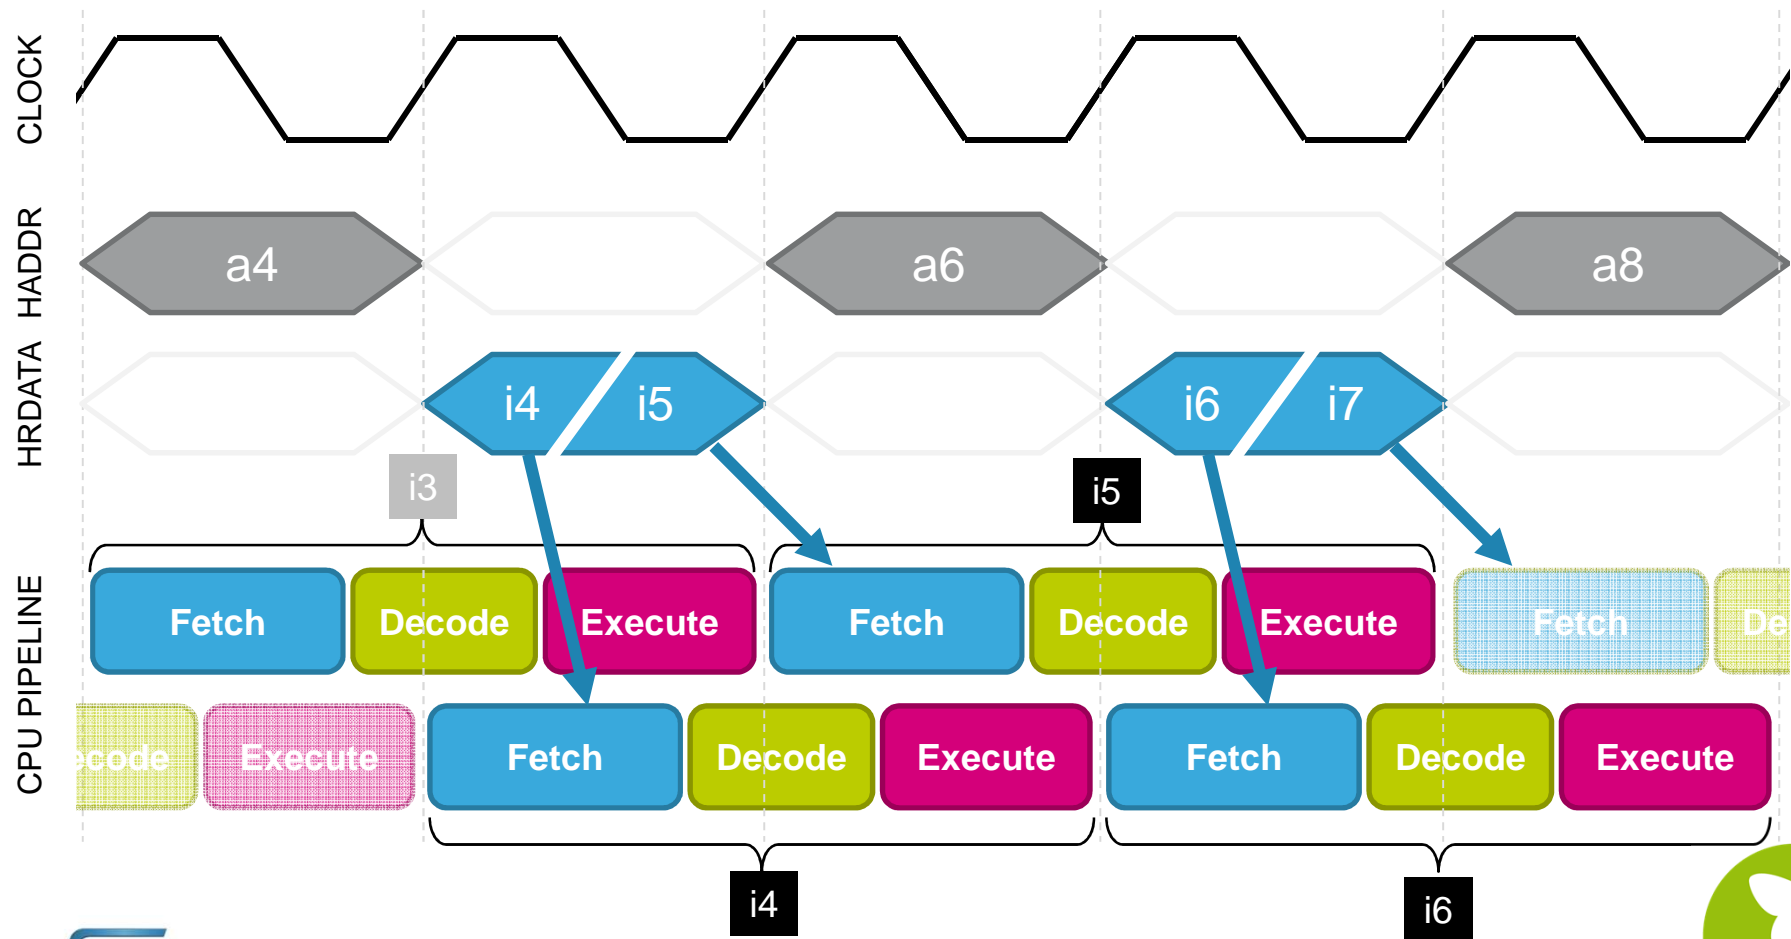 CLOCK
HADDR
a4
a6
a8
HRDATA
i4
i5
i6
i7
i3
i5
CPU PIPELINE
Fetch
Decode
Execute
Fetch
Decode
Execute
Fetch
De
ecode
Execute
Fetch
Decode
Execute
Fetch
Decode
Execute
i4
i6